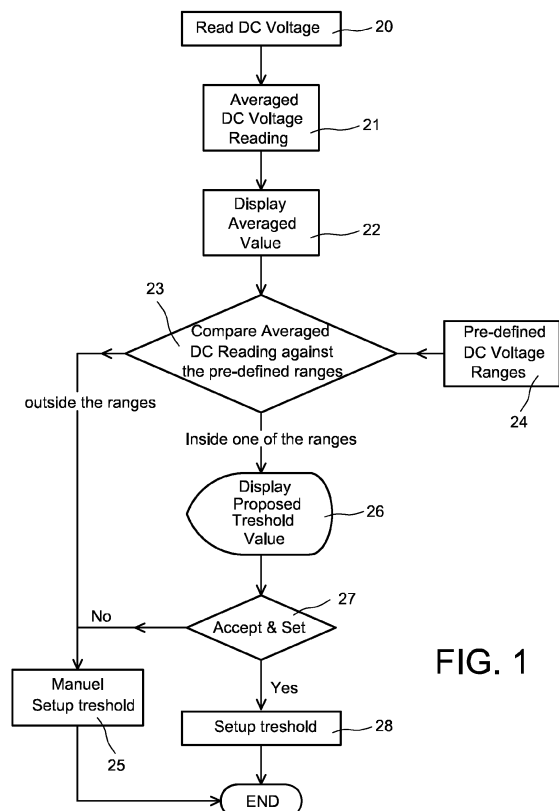 Read DC Voltage
20
Averaged
DC Voltage
Reading
21
Display
Averaged
Value
22
23
Compare Averaged
DC Reading against
the pre-defined ranges
Pre-defined
DC Voltage
Ranges
24
outside the ranges
Inside one of the ranges
Display
Proposed
Treshold
Value
26
27
No
Accept & Set
FIG. 1
Yes
Manuel
Setup treshold
25
Setup treshold
28
END